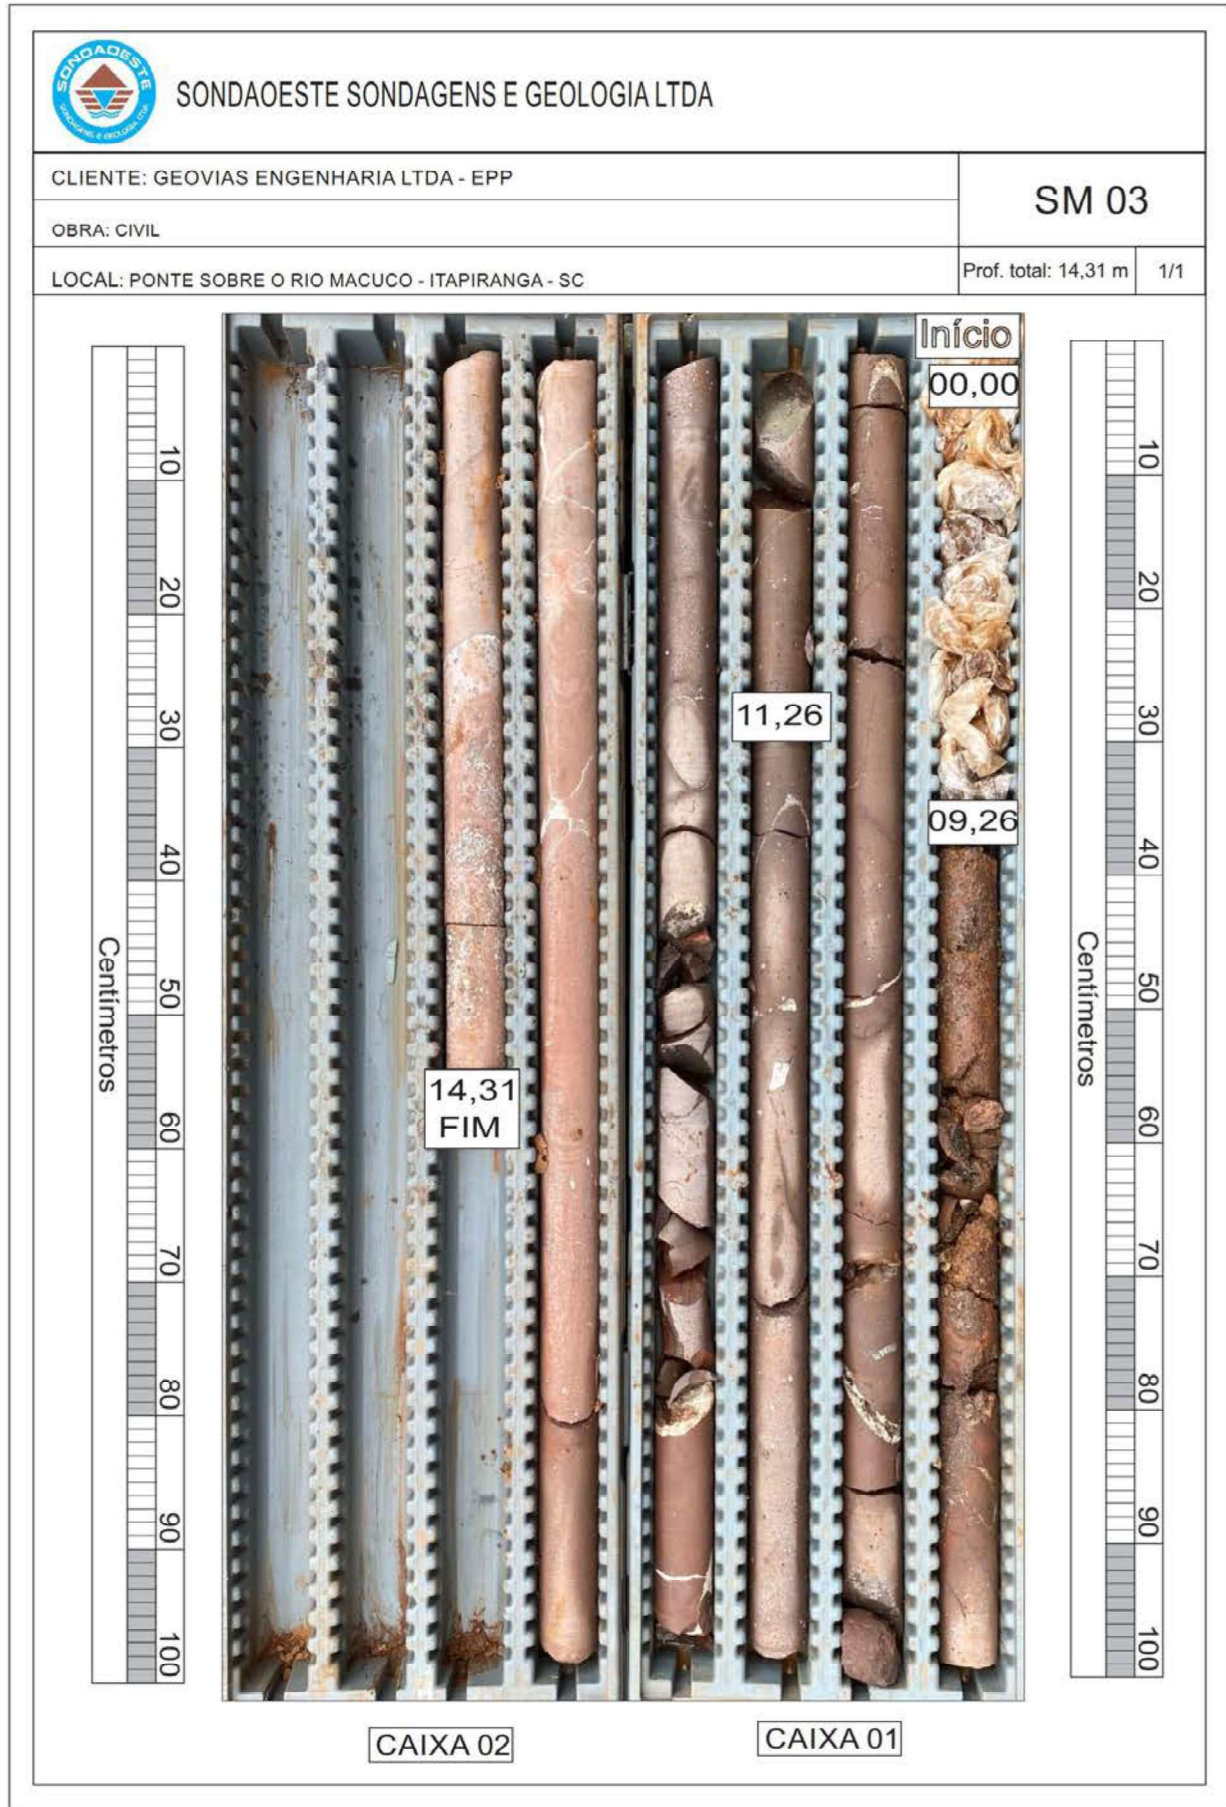 SONDAOESTE
SONDAGENS E GEOLOGIA LTDA
SONDAOESTE SONDAGENS E GEOLOGIA LTDA
CLIENTE: GEOVIAS ENGENHARIA LTDA - EPP
SM 03
OBRA: CIVIL
LOCAL: PONTE SOBRE O RIO MACUCO - ITAPIRANGA - SC
Prof. total: 14,31 m
1/1
Início
00,00
09,26
11,26
14,31
FIM
10
20
30
40
50
60
70
80
90
100
Centímetros
10
20
30
40
50
60
70
80
90
100
Centímetros
CAIXA 02
CAIXA 01